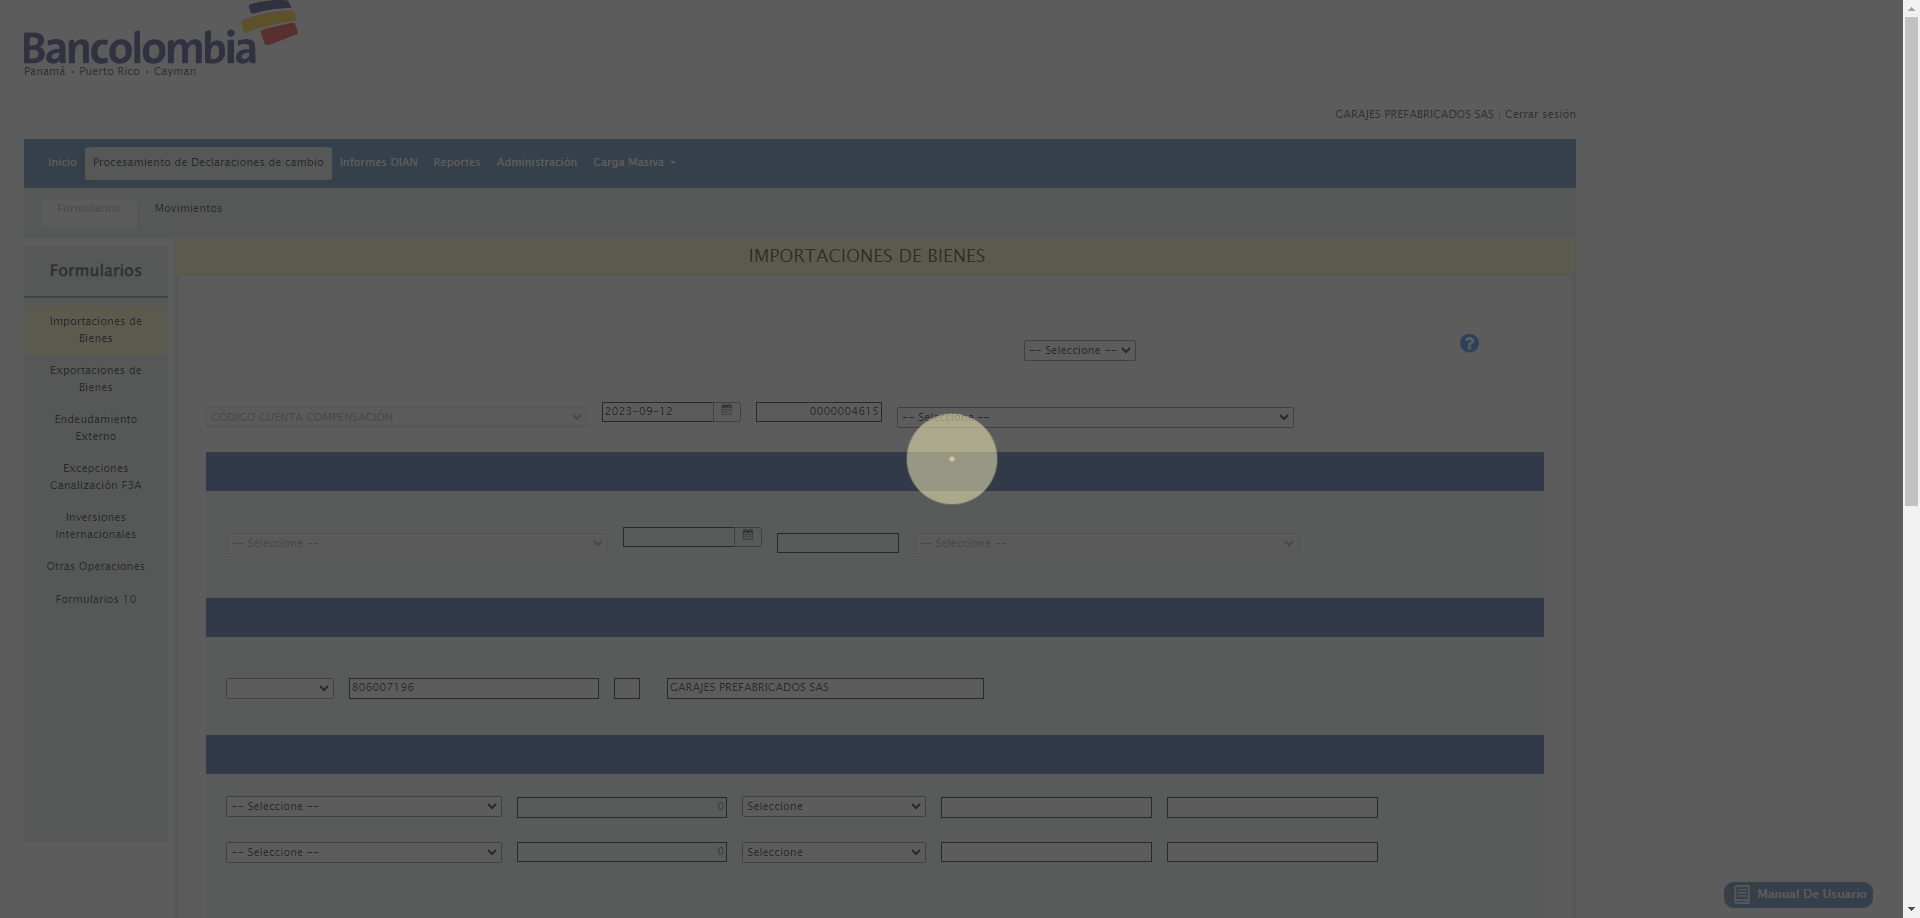 Bancolombia
Panamá • Puerto Rico • Cayman
GARAJES PREFABRICADOS SAS | Cerrar sesión
Inicio Procesamiento de Declaraciones de cambio Informes DIAN Reportes Administración Carga Masiva
Formularios Movimientos
IMPORTACIONES DE BIENES
Formularios
Importaciones de
Bienes
Exportaciones de
Bienes
Endeudamiento
Externo
Excepciones
Canalización F3A
Inversiones
Internacionales
Otras Operaciones
Formularios 10
-- Seleccione -- ?
CÓDIGO CUENTA COMPENSACIÓN 2023-09-12 0000004615 -- Seleccione --
-- Seleccione -- -- Seleccione --
806007196 GARAJES PREFABRICADOS SAS
-- Seleccione -- 0 Seleccione
-- Seleccione -- 0 Seleccione
Manual De Usuario